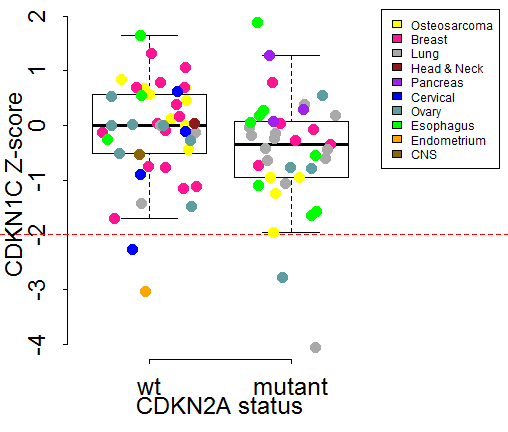 2
1
0
-1
-2
-3
-4
CDKN1C Z-score
Osteosarcoma
Breast
Lung
Head & Neck
Pancreas
Cervical
Ovary
Esophagus
Endometrium
CNS
wt
mutant
CDKN2A status